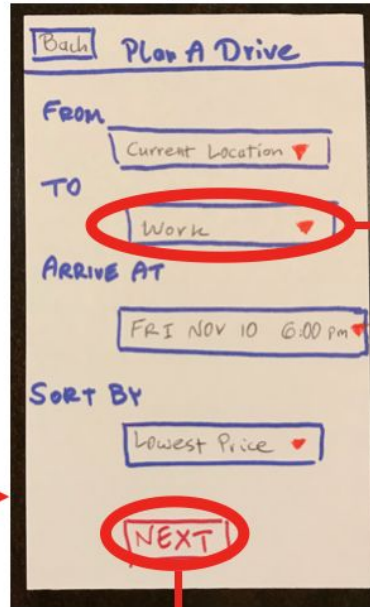 Back Plan A Drive
FROM
Current Location
TO
Work
ARRIVE AT
FRI NOV 10 6:00 pm
SORT BY
Lowest Price
NEXT